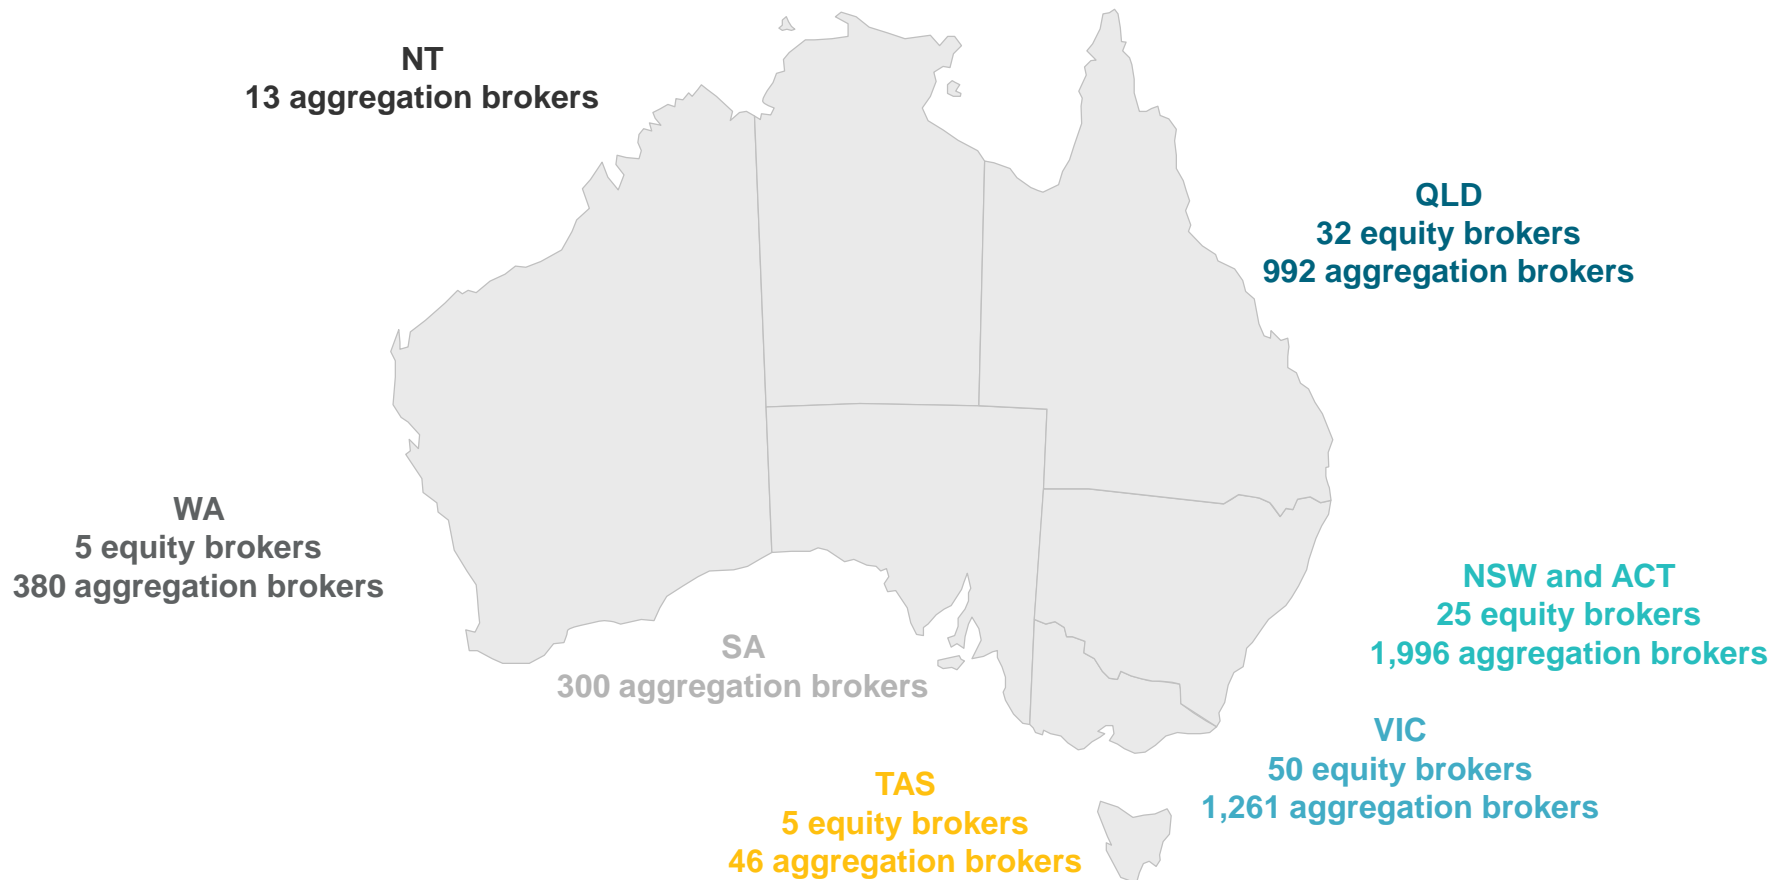 NT
13 aggregation brokers
QLD
32 equity brokers
992 aggregation brokers
WA
5 equity brokers
380 aggregation brokers
NSW and ACT
25 equity brokers
1,996 aggregation brokers
SA
300 aggregation brokers
VIC
50 equity brokers
1,261 aggregation brokers
TAS
5 equity brokers
46 aggregation brokers